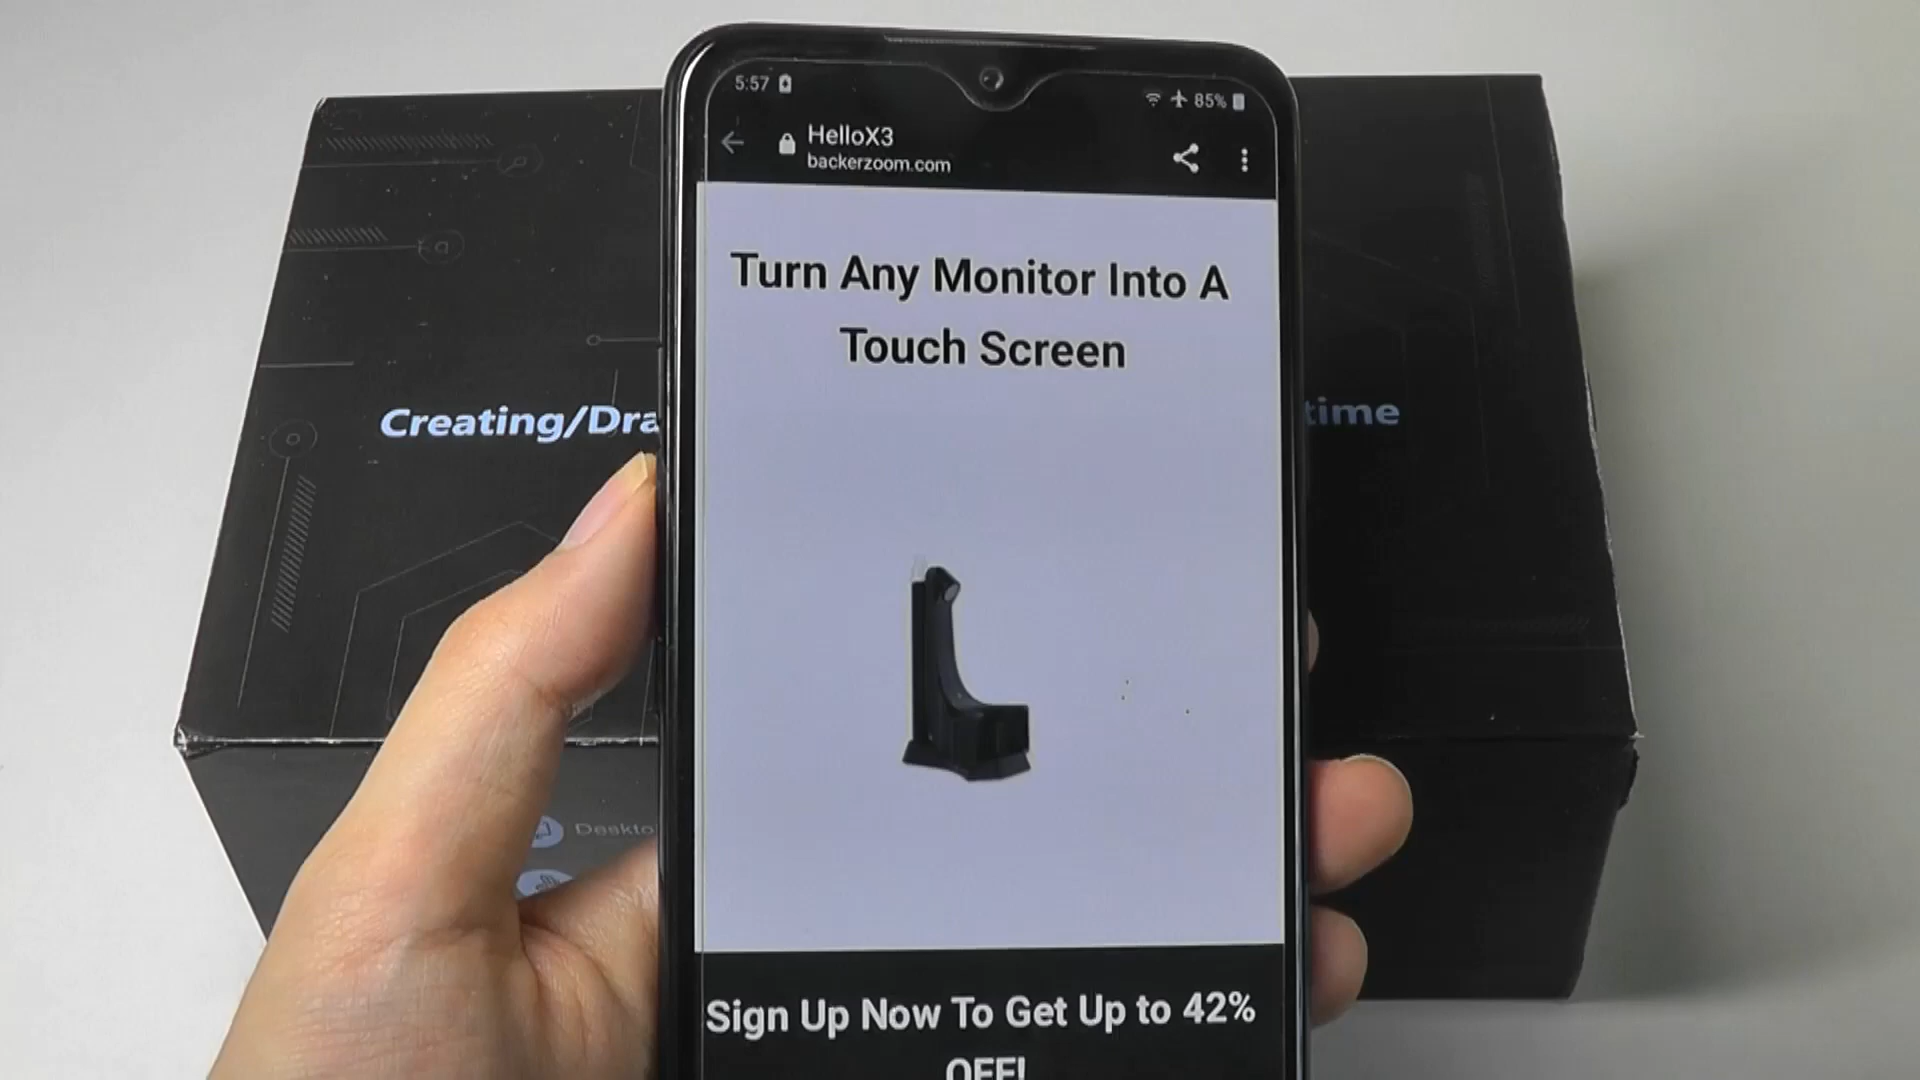 5:57
85%
HelloX3
backerzoom.com
Turn Any Monitor Into A
Touch Screen
Creating/Dra
time
Deskto
Sign Up Now To Get Up to 42%
OFF!